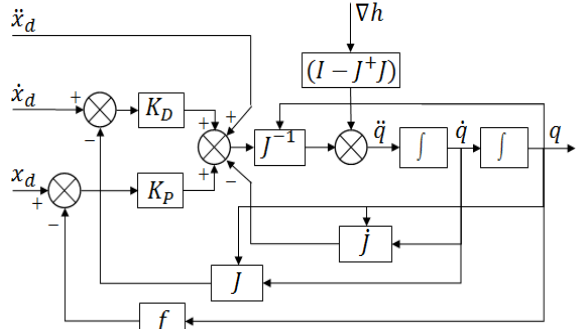 ∇h
ẍ_d
(I − J⁺J)
ẋ_d + K_D + +
− + J⁻¹ q̈ ∫ q̇ ∫ q
x_d + K_P + −
−
J̇
J
f